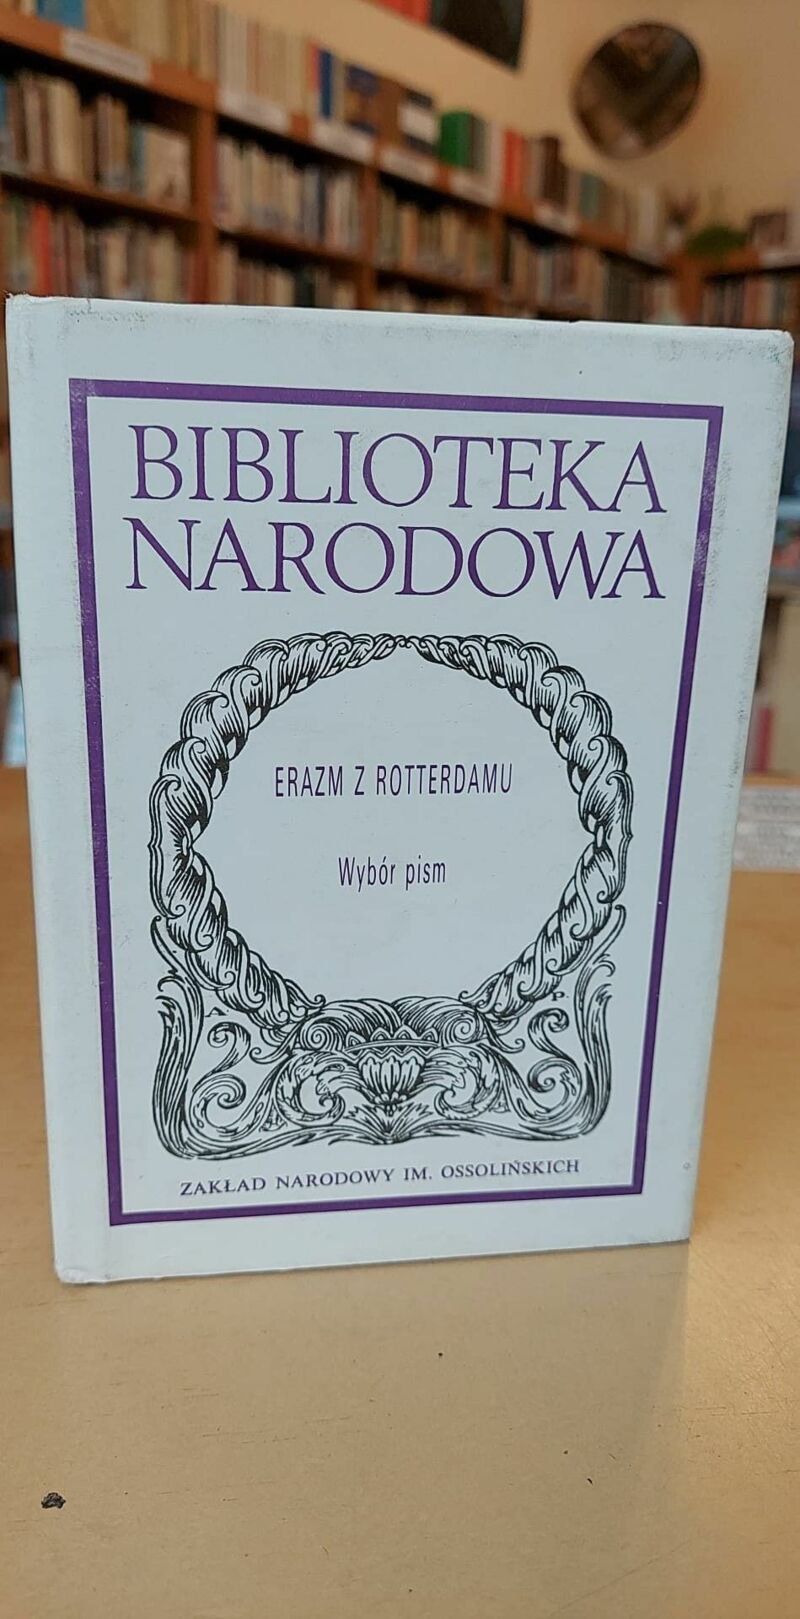 BIBLIOTEKA
NARODOWA
ERAZM Z ROTTERDAMU
Wybór pism
A P.
ZAKŁAD NARODOWY IM. OSSOLIŃSKICH